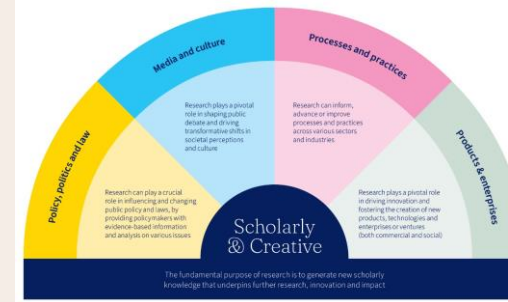 Media and culture
Processes and practices
Policy, politics and law
Products & enterprises
Research plays a pivotal
role in shaping public
debate and driving
transformative shifts in
societal perceptions
and culture
Research can inform,
advance or improve
processes and practices
across various sectors
and industries
Research can play a crucial
role in influencing and changing
public policy and laws, by
providing policymakers with
evidence-based information
and analysis on various issues
Research plays a pivotal role
in driving innovation and
fostering the creation of new
products, technologies and
enterprises or ventures
(both commercial and social)
Scholarly
& Creative
The fundamental purpose of research is to generate new scholarly
knowledge that underpins further research, innovation and impact